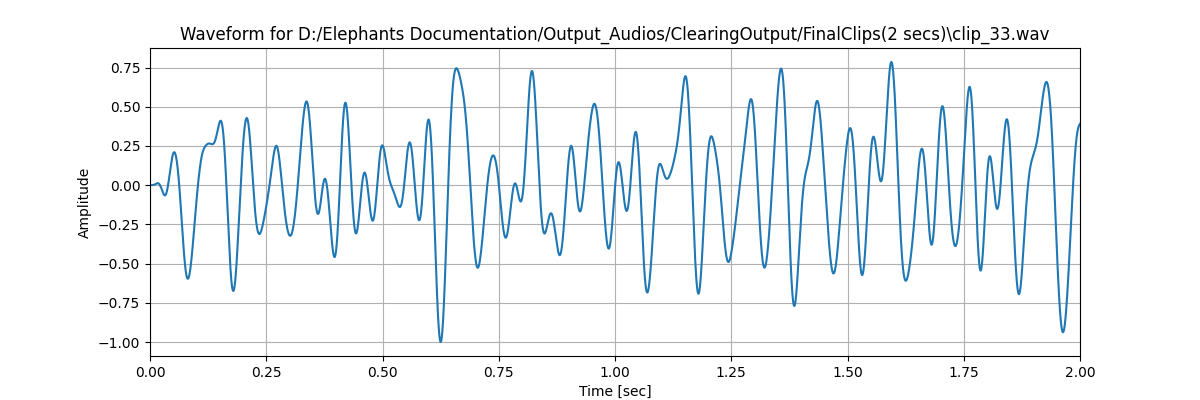 Waveform for D:/Elephants Documentation/Output_Audios/ClearingOutput/FinalClips(2 secs)\clip_33.wav
Amplitude
0.75
0.50
0.25
0.00
−0.25
−0.50
−0.75
−1.00
0.00 0.25 0.50 0.75 1.00 1.25 1.50 1.75 2.00
Time [sec]